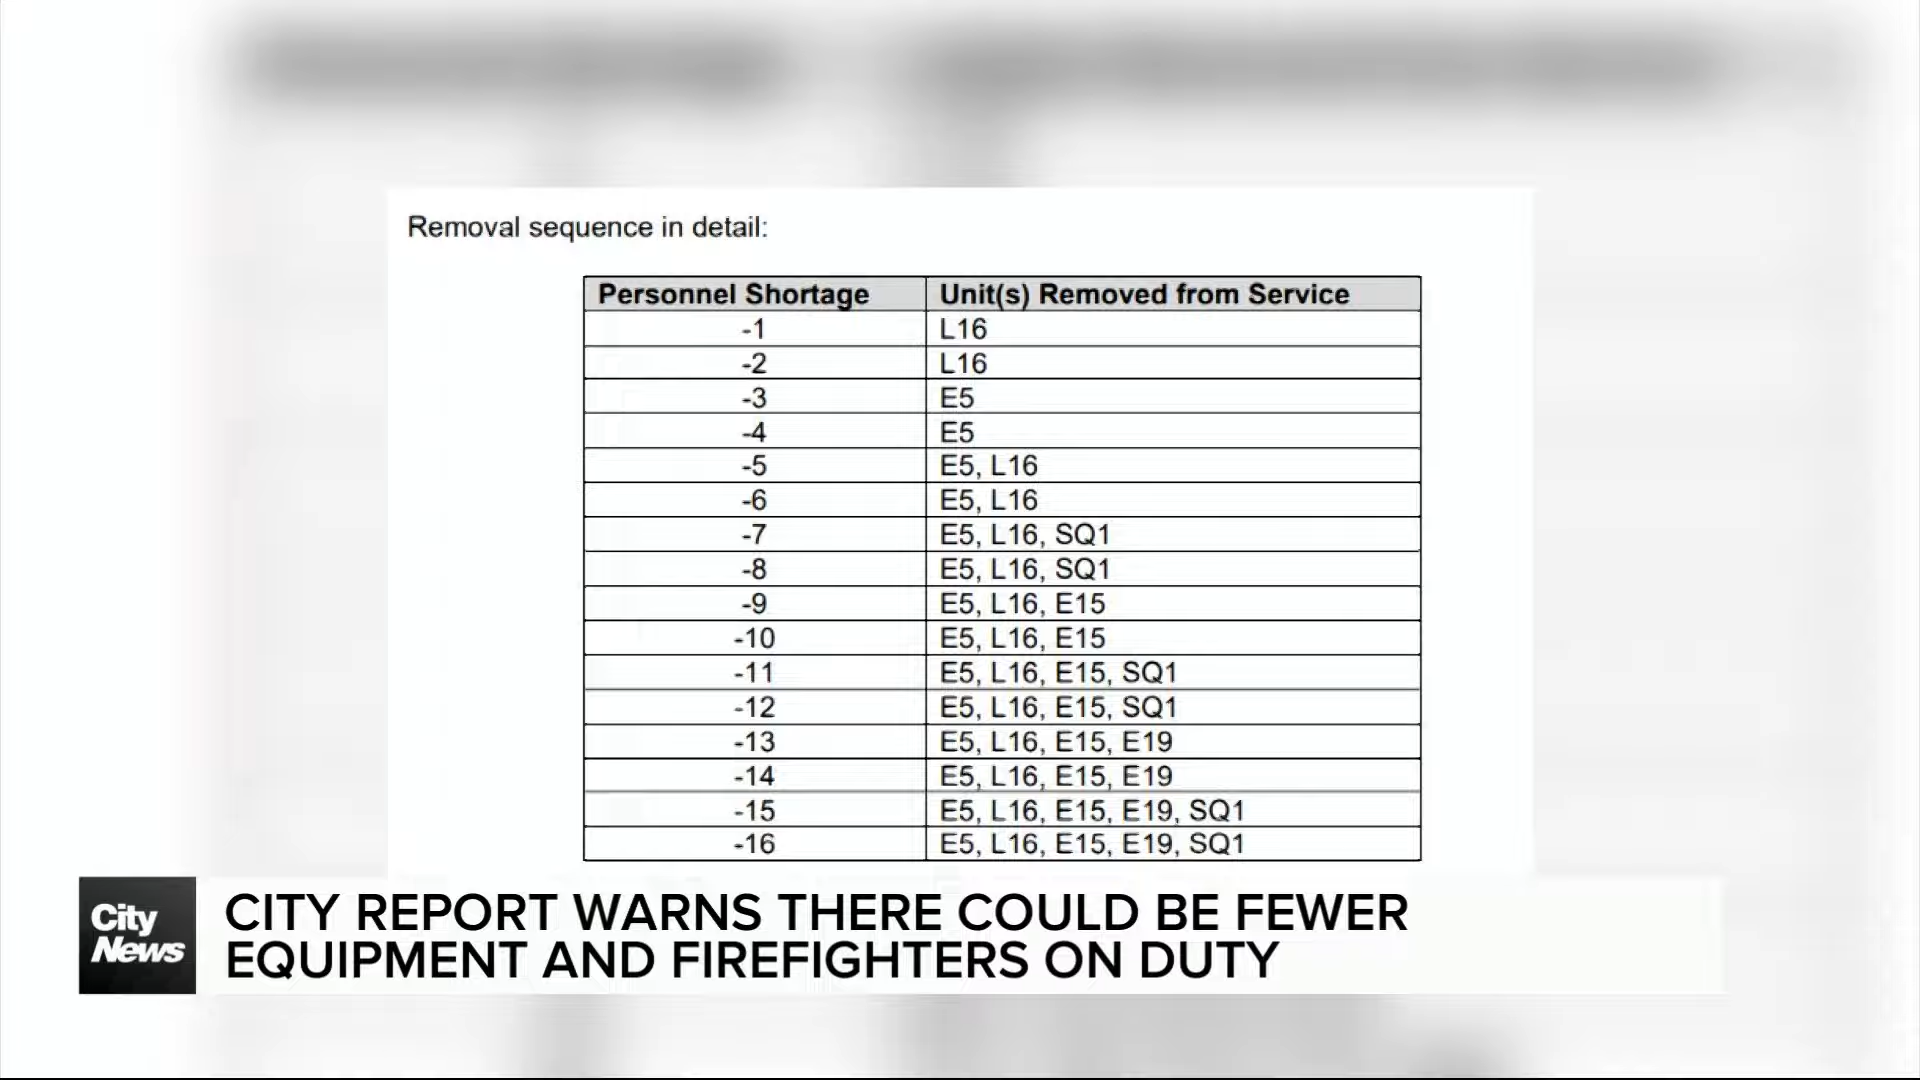 Removal sequence in detail:
Personnel Shortage Unit(s) Removed from Service
-1 L16
-2 L16
-3 E5
-4 E5
-5 E5, L16
-6 E5, L16
-7 E5, L16, SQ1
-8 E5, L16, SQ1
-9 E5, L16, E15
-10 E5, L16, E15
-11 E5, L16, E15, SQ1
-12 E5, L16, E15, SQ1
-13 E5, L16, E15, E19
-14 E5, L16, E15, E19
-15 E5, L16, E15, E19, SQ1
-16 E5, L16, E15, E19, SQ1
City
News
CITY REPORT WARNS THERE COULD BE FEWER
EQUIPMENT AND FIREFIGHTERS ON DUTY